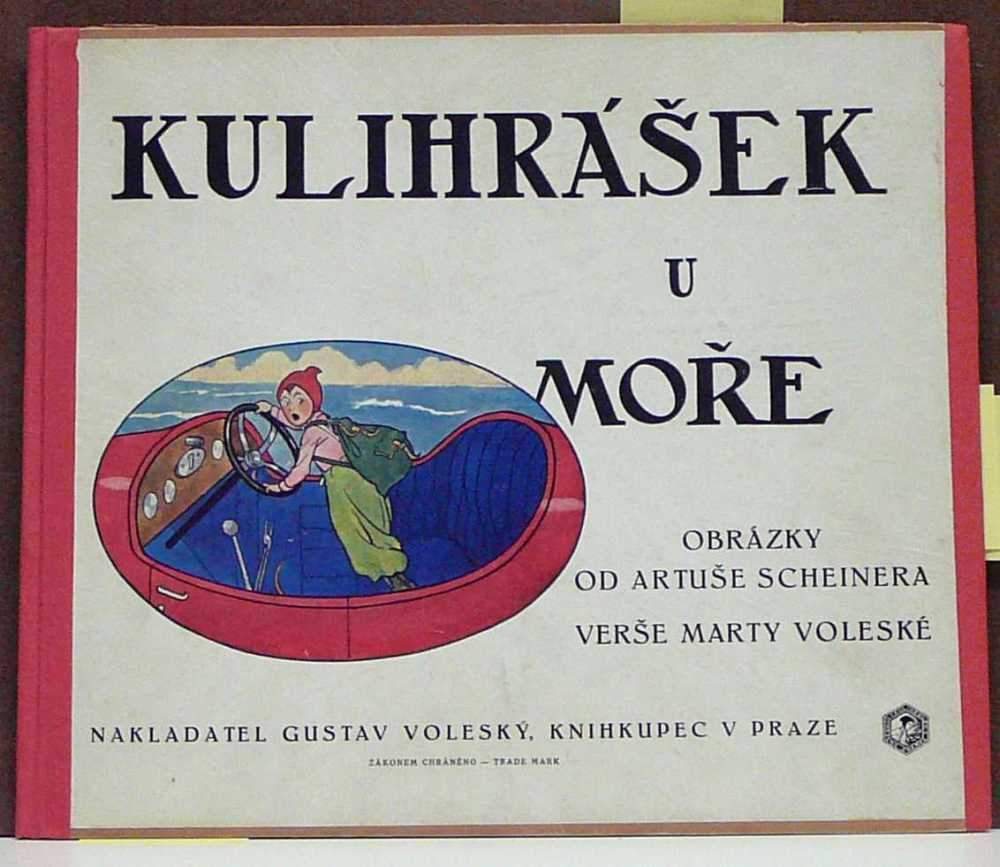 KULIHRÁŠEK
U
MOŘE
OBRÁZKY
OD ARTUŠE SCHEINERA
VERŠE MARTY VOLESKÉ
NAKLADATEL GUSTAV VOLESKÝ, KNIHKUPEC V PRAZE
ZÁKONEM CHRÁNĚNO — TRADE MARK